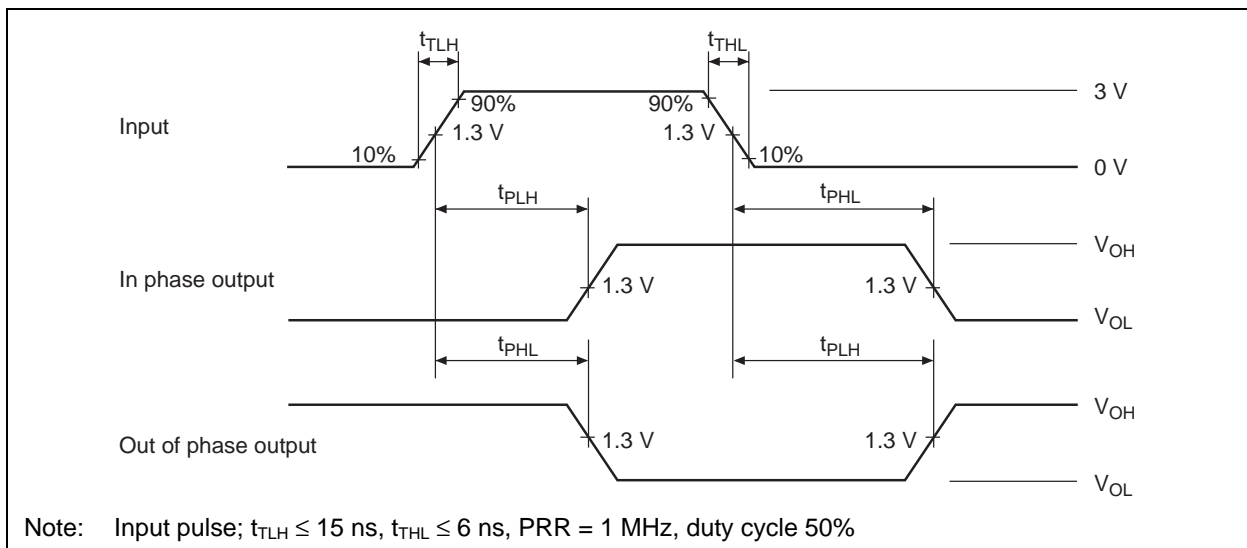 tTLH tTHL
90% 90% 3 V
Input 1.3 V 1.3 V
10% 10% 0 V
tPLH tPHL
VOH
In phase output 1.3 V 1.3 V
VOL
tPHL tPLH
VOH
Out of phase output 1.3 V 1.3 V
VOL
Note: Input pulse; tTLH ≤ 15 ns, tTHL ≤ 6 ns, PRR = 1 MHz, duty cycle 50%